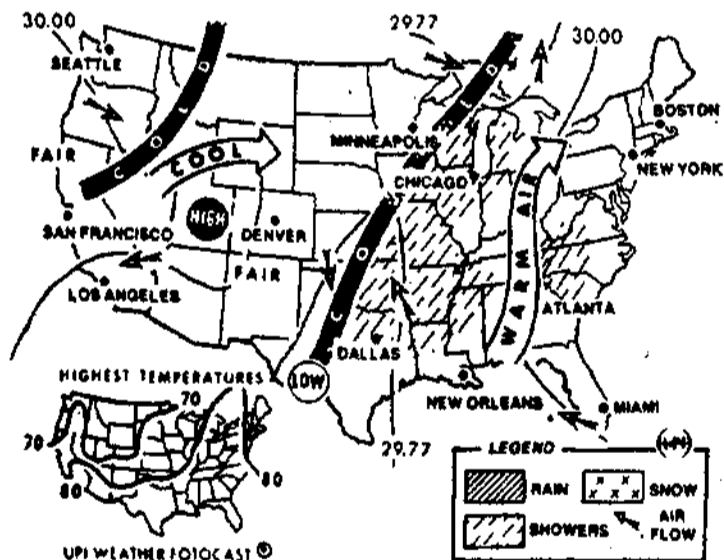 30.00
2977
30.00
SEATTLE
COLD
COLD
BOSTON
MINNEAPOLIS
FAIR
COOL
CHICAGO
NEW YORK
HIGH
SAN FRANCISCO
DENVER
WARM AIR
FAIR
COLD
LOS ANGELES
ATLANTA
DALLAS
HIGHEST TEMPERATURES
LOW
NEW ORLEANS
MIAMI
70
70
29.77
80
80
LEGEND
RAIN
SNOW
SHOWERS
AIR
FLOW
UPI WEATHER FOTOCAST ®